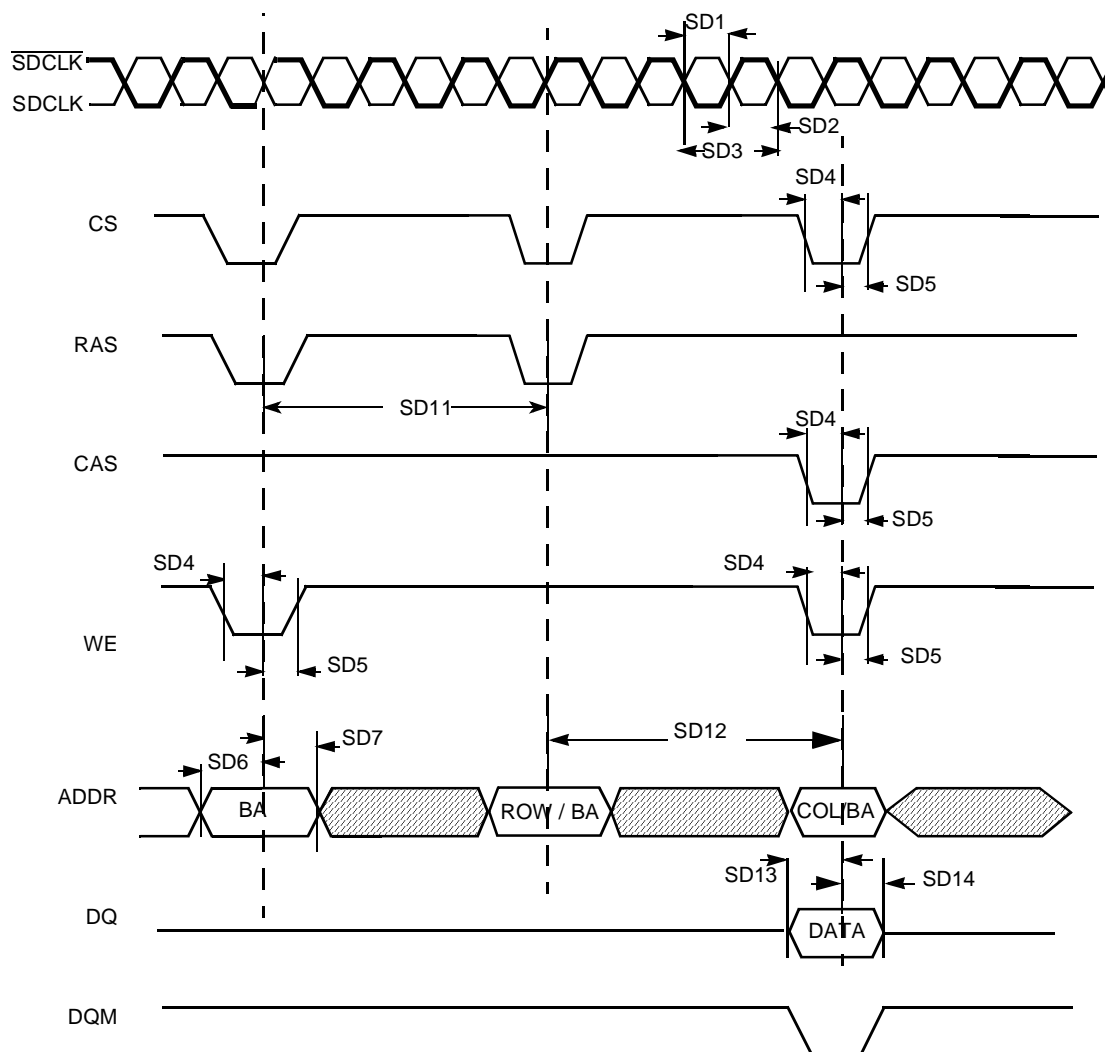 SD1
SDCLK
SDCLK
SD2
SD3
SD4
CS
SD5
RAS
SD11
SD4
CAS
SD5
SD4
SD4
WE
SD5
SD5
SD12
SD7
SD6
ADDR
BA
ROW / BA
COL/BA
SD13
SD14
DQ
DATA
DQM